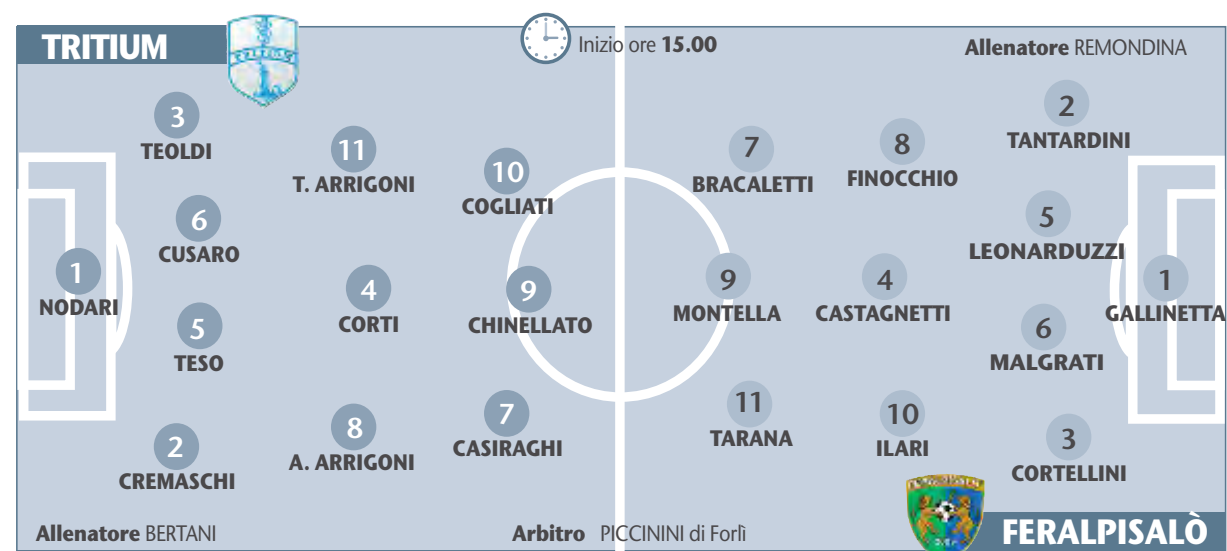 TRITIUM
Inizio ore 15.00
Allenatore REMONDINA
3
TEOLDI
11
T. ARRIGONI
10
COGLIATI
6
CUSARO
1
NODARI
4
CORTI
9
CHINELLATO
5
TESO
8
A. ARRIGONI
7
CASIRAGHI
2
CREMASCHI
7
BRACALETTI
8
FINOCCHIO
2
TANTARDINI
5
LEONARDUZZI
9
MONTELLA
4
CASTAGNETTI
1
GALLINETTA
6
MALGRATI
11
TARANA
10
ILARI
3
CORTELLINI
Allenatore BERTANI
Arbitro PICCININI di Forlì
FERALPISALÒ